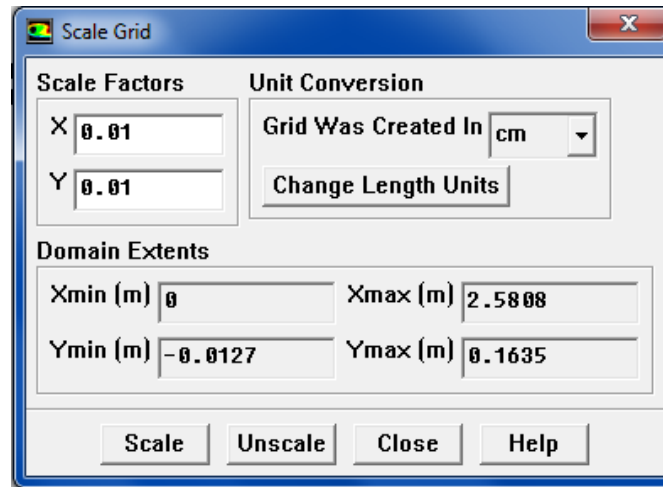 Scale Grid
Scale Factors Unit Conversion
X 0.01 Grid Was Created In cm
Y 0.01 Change Length Units
Domain Extents
Xmin (m) 0 Xmax (m) 2.5808
Ymin (m) -0.0127 Ymax (m) 0.1635
Scale Unscale Close Help